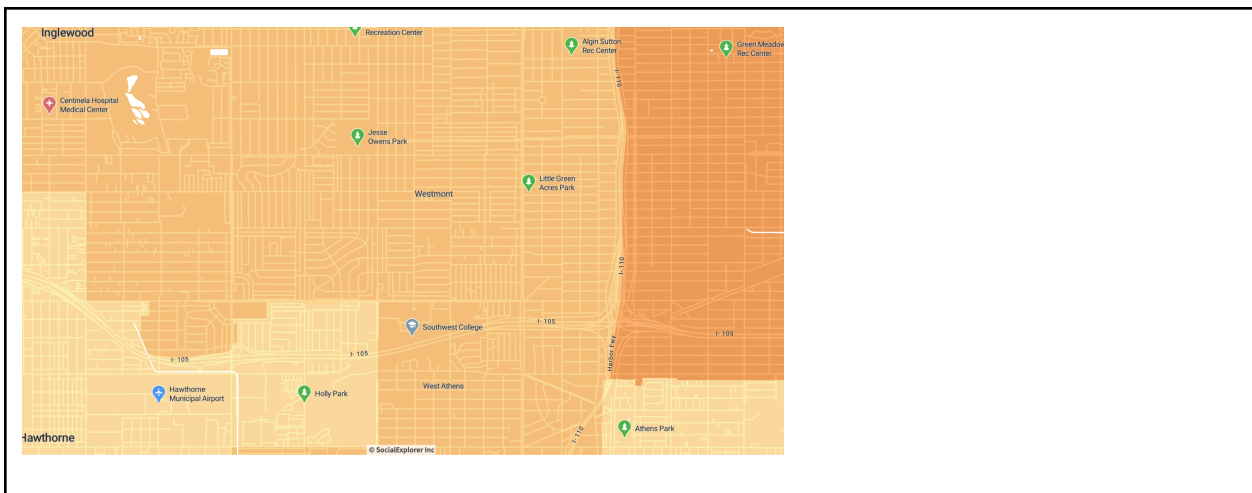 Inglewood
Recreation Center
Algin Sutton
Rec Center
Green Meadow
Rec Center
I- 110
Centinela Hospital
Medical Center
Jesse
Owens Park
Little Green
Acres Park
Westmont
I- 110
Southwest College
I- 105
I- 105
I- 105
I- 105
Harbor Fwy
West Athens
Hawthorne
Municipal Airport
Holly Park
Athens Park
I- 110
Hawthorne
© SocialExplorer Inc